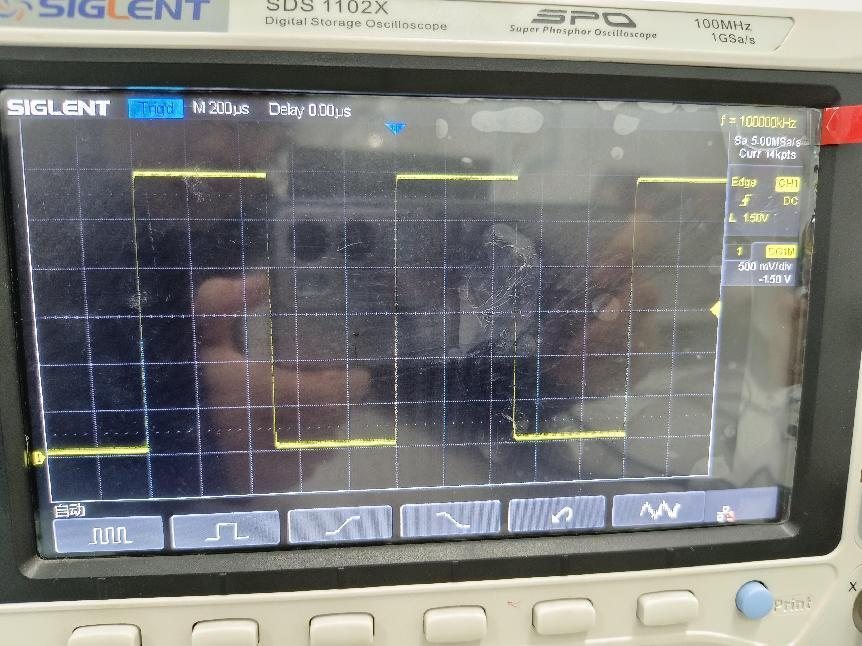 SIGLENT
SDS 1102X
Digital Storage Oscilloscope
SPO
Super Phosphor Oscilloscope
100MHz
1GSa/s
SIGLENT Trig'd M 200µs Delay 0.00µs
f = 1.00000kHz
Sa 5.00MSa/s
Curr 14kpts
Edge CH1
DC
L 1.50V
1 DC1M
500 mV/div
-1.50 V
自动
Print
X